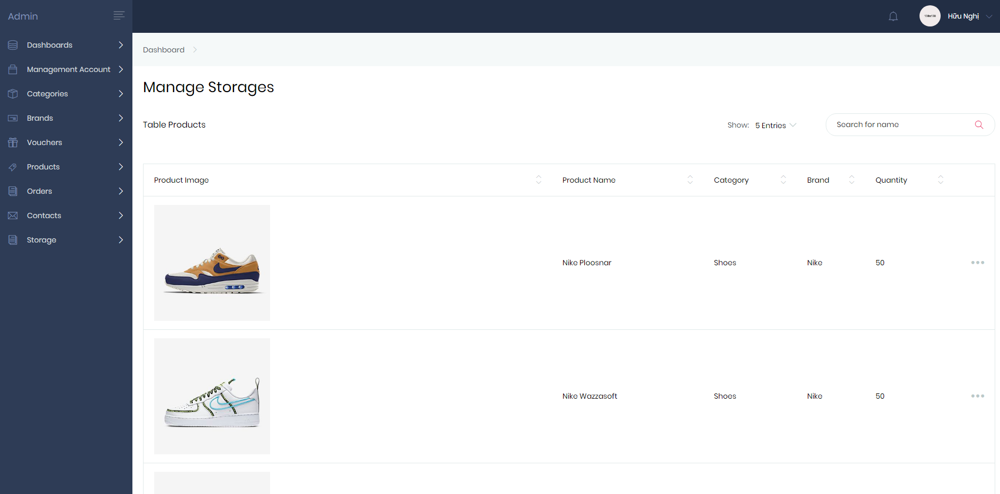 Admin
Hữu Nghị
Dashboards
Management Account
Categories
Brands
Vouchers
Products
Orders
Contacts
Storage
Dashboard
Manage Storages
Table Products
Show: 5 Entries
Search for name
Product Image Product Name Category Brand Quantity
Nike Ploosnar Shoes Nike 50
Nike Wazzasoft Shoes Nike 50